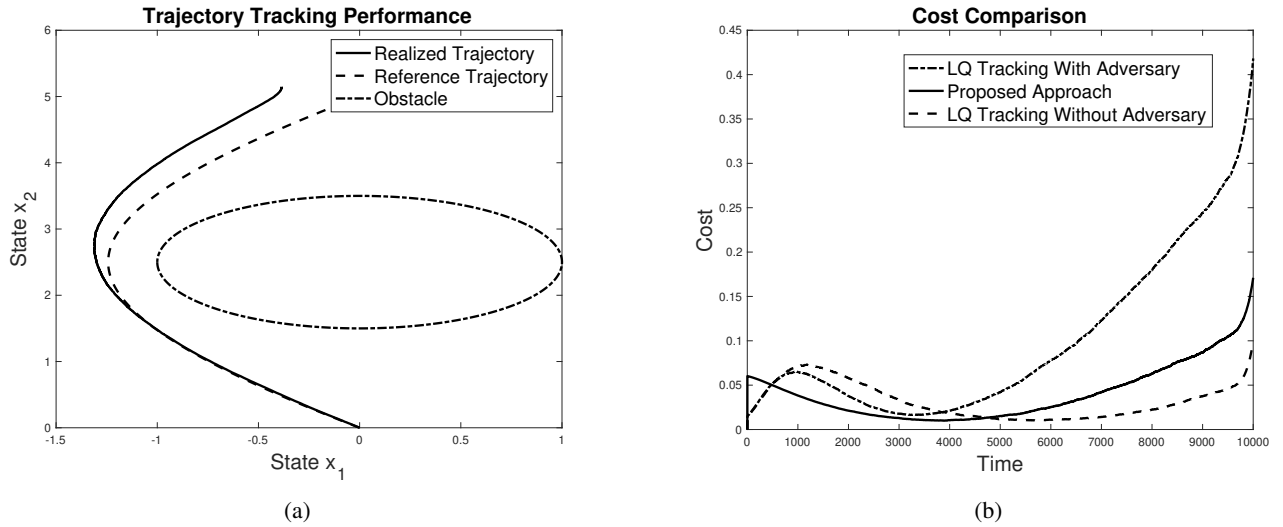 Trajectory Tracking Performance
6
5
4
3
2
1
0
-1.5
-1
-0.5
0
0.5
1
State x_2
State x_1
Realized Trajectory
Reference Trajectory
Obstacle
(a)
Cost Comparison
0.45
0.4
0.35
0.3
0.25
0.2
0.15
0.1
0.05
0
0
1000
2000
3000
4000
5000
6000
7000
8000
9000
10000
Cost
Time
LQ Tracking With Adversary
Proposed Approach
LQ Tracking Without Adversary
(b)